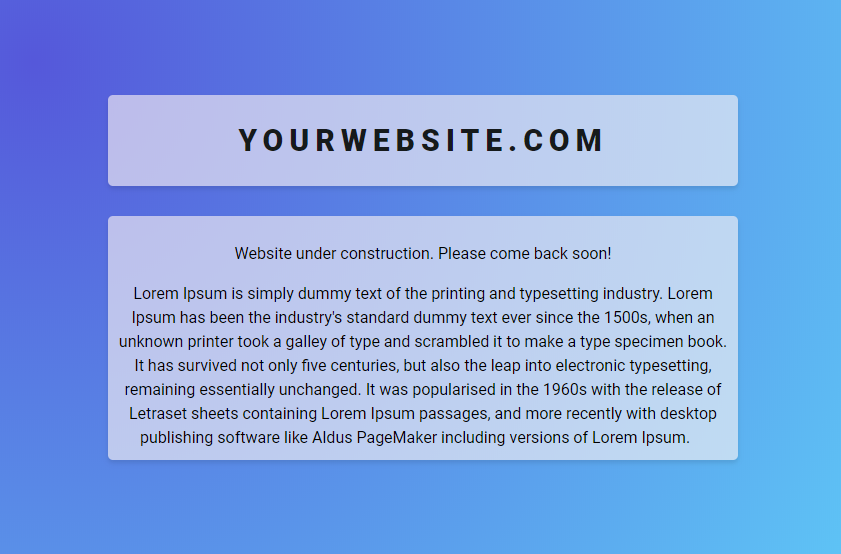 YOURWEBSITE.COM
Website under construction. Please come back soon!
Lorem Ipsum is simply dummy text of the printing and typesetting industry. Lorem
Ipsum has been the industry's standard dummy text ever since the 1500s, when an
unknown printer took a galley of type and scrambled it to make a type specimen book.
It has survived not only five centuries, but also the leap into electronic typesetting,
remaining essentially unchanged. It was popularised in the 1960s with the release of
Letraset sheets containing Lorem Ipsum passages, and more recently with desktop
publishing software like Aldus PageMaker including versions of Lorem Ipsum.